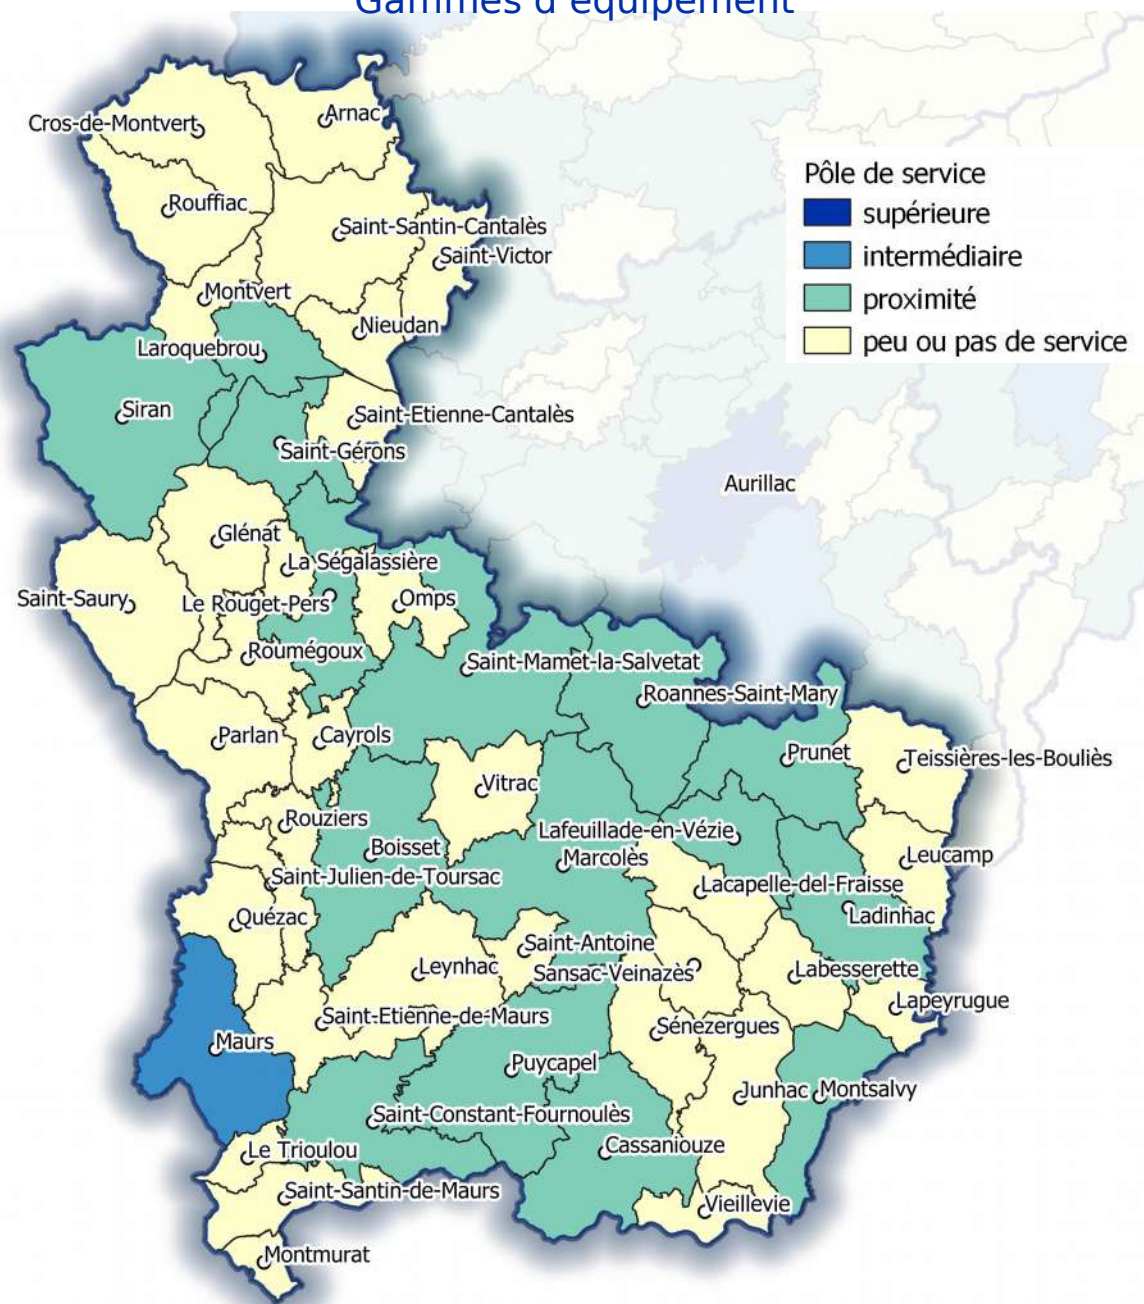 Gammes d'équipement
Pôle de service
supérieure
intermédiaire
proximité
peu ou pas de service
Arnac
Cros-de-Montvert
Rouffiac
Saint-Santin-Cantalès
Saint-Victor
Montvert
Nieudan
Laroquebrou
Siran
Saint-Etienne-Cantalès
Saint-Gérons
Aurillac
Glénat
La Ségalassière
Saint-Saury
Le Rouget-Pers
Omps
Roumégoux
Saint-Mamet-la-Salvetat
Roannes-Saint-Mary
Parlan
Cayrols
Prunet
Teissières-les-Bouliès
Vitrac
Rouziers
Lafeuillade-en-Vézie
Boisset
Marcolès
Leucamp
Saint-Julien-de-Toursac
Lacapelle-del-Fraisse
Quézac
Ladinhac
Saint-Antoine
Leynhac
Sansac-Veinazès
Labesserette
Lapeyrugue
Saint-Etienne-de-Maurs
Sénezergues
Maurs
Puycapel
Junhac
Montsalvy
Saint-Constant-Fournoulès
Cassaniouze
Le Trioulou
Saint-Santin-de-Maurs
Vieillevie
Montmurat